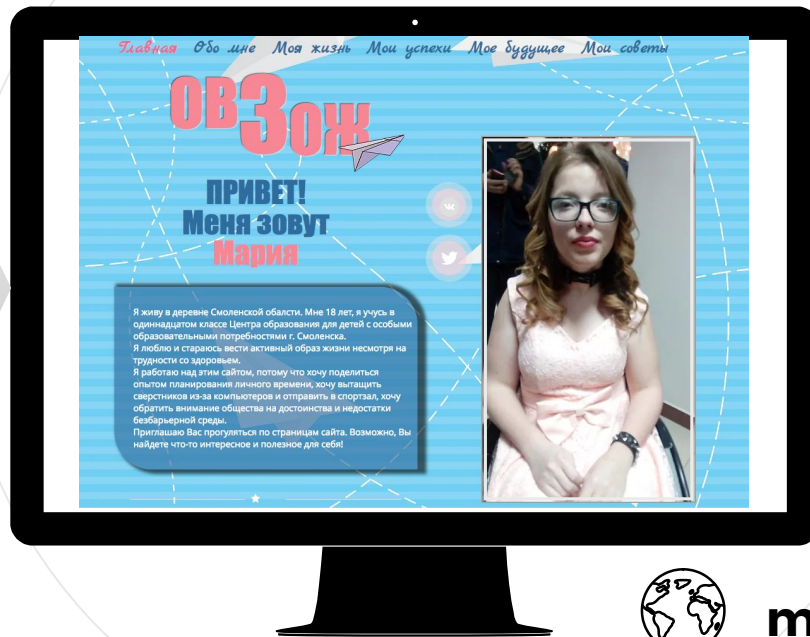 Главная Обо мне Моя жизнь Мои успехи Мое будущее Мои советы
ОВЗОЖ
ПРИВЕТ!
Меня зовут
Мария
Я живу в деревне Смоленской обалсти. Мне 18 лет, я учусь в
одиннадцатом классе Центра образования для детей с особыми
образовательными потребностями г. Смоленска.
Я люблю и стараюсь вести активный образ жизни несмотря на
трудности со здоровьем.
Я работаю над этим сайтом, потому что хочу поделиться
опытом планирования личного времени, хочу вытащить
сверстников из-за компьютеров и отправить в спортзал, хочу
обратить внимание общества на достоинства и недостатки
безбарьерной среды.
Приглашаю Вас прогуляться по страницам сайта. Возможно, Вы
найдете что-то интересное и полезное для себя!
m